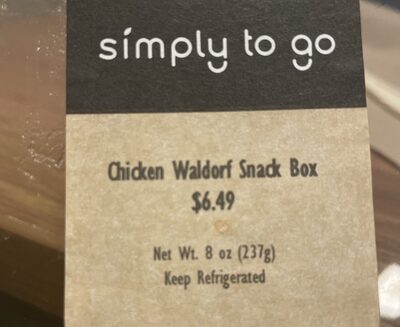 simply to go
Chicken Waldorf Snack Box
$6.49
Net Wt. 8 oz (237g)
Keep Refrigerated